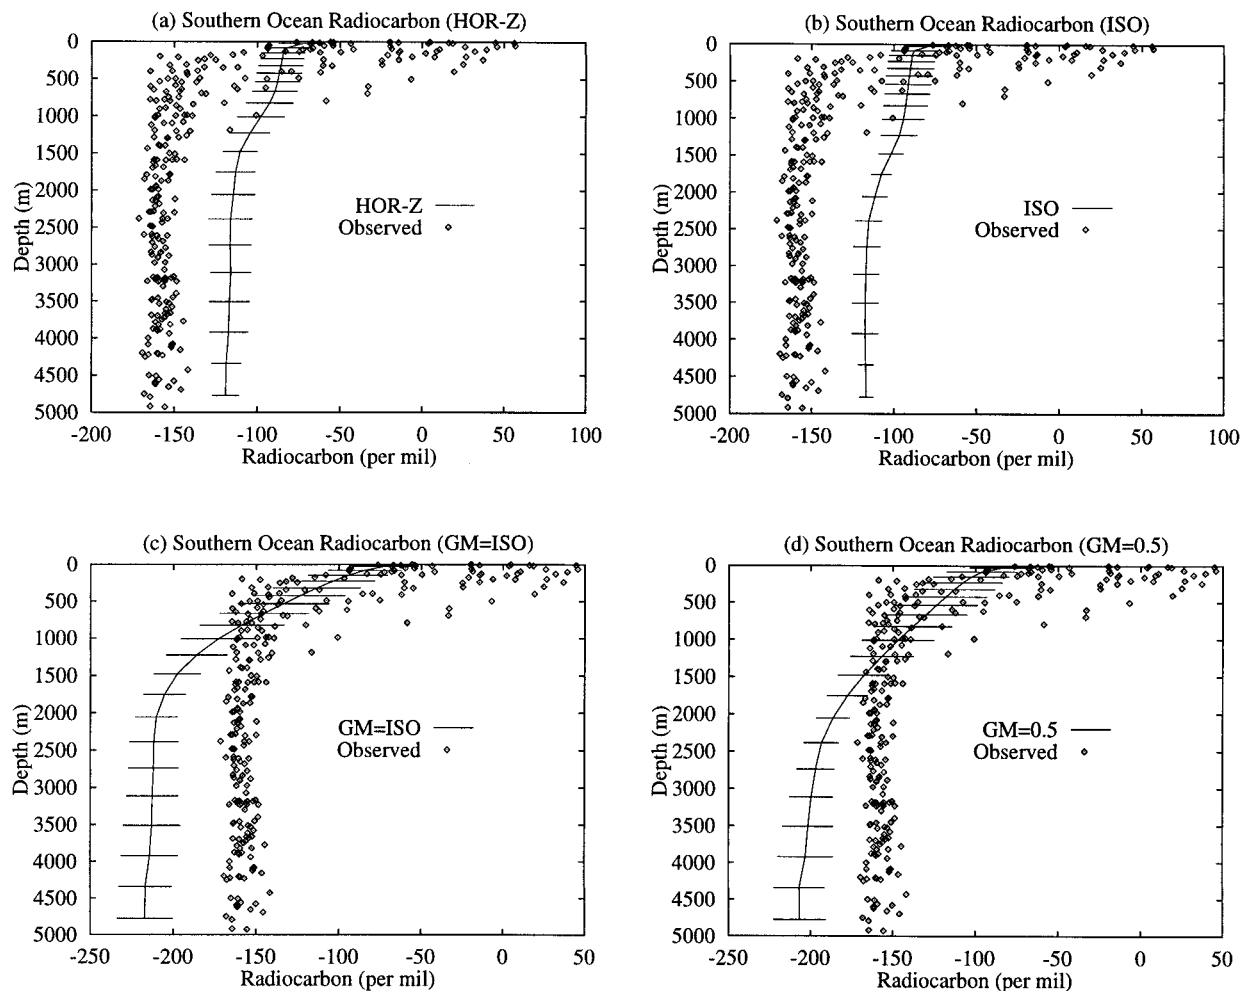 (a) Southern Ocean Radiocarbon (HOR-Z)
0
500
1000
1500
2000
2500
3000
3500
4000
4500
5000
Depth (m)
HOR-Z
Observed
-200 -150 -100 -50 0 50 100
Radiocarbon (per mil)
(b) Southern Ocean Radiocarbon (ISO)
0
500
1000
1500
2000
2500
3000
3500
4000
4500
5000
Depth (m)
ISO
Observed
-200 -150 -100 -50 0 50 100
Radiocarbon (per mil)
(c) Southern Ocean Radiocarbon (GM=ISO)
0
500
1000
1500
2000
2500
3000
3500
4000
4500
5000
Depth (m)
GM=ISO
Observed
-250 -200 -150 -100 -50 0 50
Radiocarbon (per mil)
(d) Southern Ocean Radiocarbon (GM=0.5)
0
500
1000
1500
2000
2500
3000
3500
4000
4500
5000
Depth (m)
GM=0.5
Observed
-250 -200 -150 -100 -50 0 50
Radiocarbon (per mil)